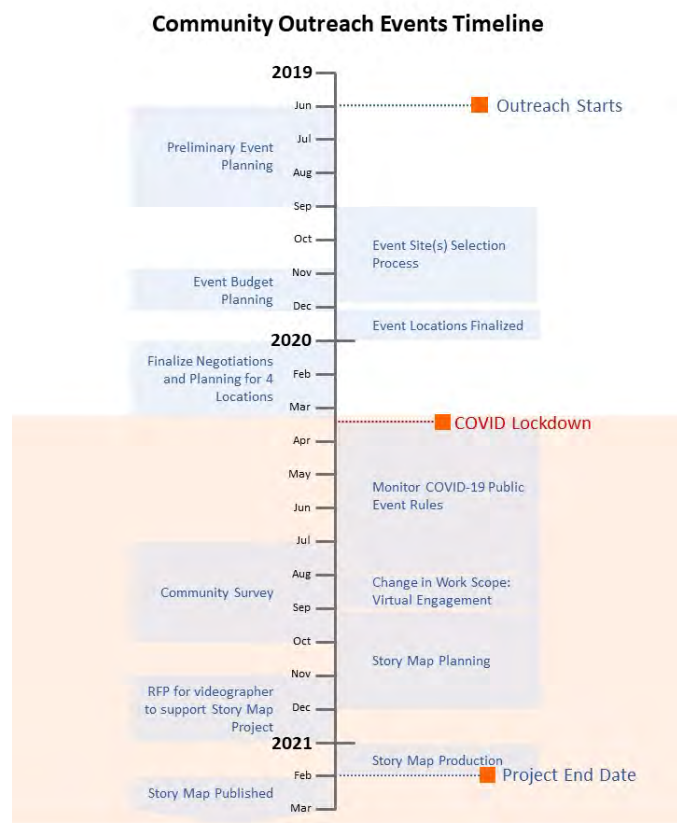 Community Outreach Events Timeline
2019
Jun
Outreach Starts
Jul
Preliminary Event
Planning
Aug
Sep
Oct
Event Site(s) Selection
Process
Nov
Event Budget
Planning
Dec
Event Locations Finalized
2020
Finalize Negotiations
and Planning for 4
Locations
Feb
Mar
COVID Lockdown
Apr
May
Monitor COVID-19 Public
Event Rules
Jun
Jul
Aug
Change in Work Scope:
Virtual Engagement
Community Survey
Sep
Oct
Story Map Planning
Nov
RFP for videographer
to support Story Map
Project
Dec
2021
Story Map Production
Feb
Project End Date
Story Map Published
Mar